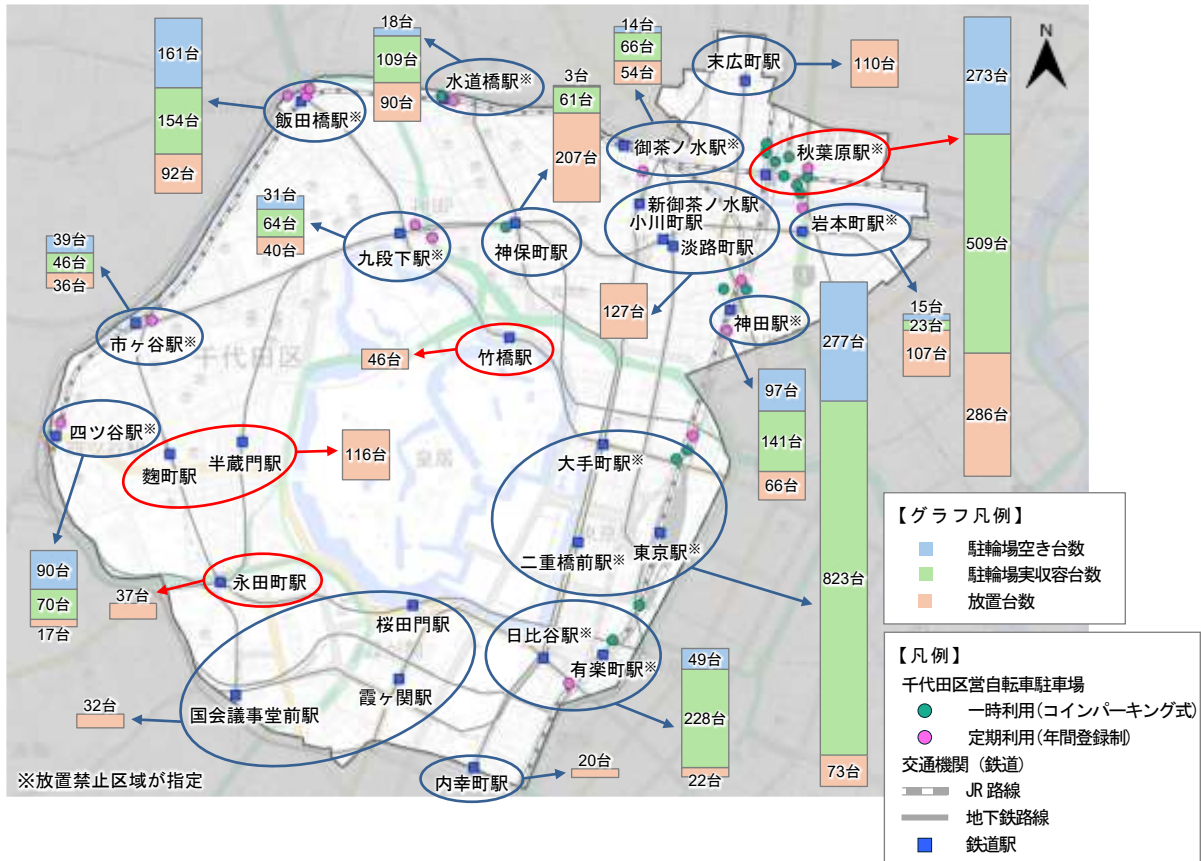 18台
109台
90台
水道橋駅※
161台
154台
92台
飯田橋駅※
3台
61台
207台
神保町駅
14台
66台
54台
御茶ノ水駅※
末広町駅
110台
N
273台
509台
286台
秋葉原駅※
新御茶ノ水駅
小川町駅
淡路町駅
127台
岩本町駅※
15台
23台
107台
31台
64台
40台
九段下駅※
39台
46台
36台
市ヶ谷駅※
千代田区
竹橋駅
46台
神田駅※
97台
141台
66台
277台
823台
73台
四ツ谷駅※
90台
70台
17台
麴町駅
半蔵門駅
116台
皇居
大手町駅※
二重橋前駅※
東京駅※
永田町駅
37台
桜田門駅
霞ヶ関駅
国会議事堂前駅
32台
日比谷駅※
有楽町駅※
49台
228台
22台
内幸町駅
20台
※放置禁止区域が指定
【グラフ凡例】
駐輪場空き台数
駐輪場実収容台数
放置台数
【凡例】
千代田区営自転車駐車場
一時利用(コインパーキング式)
定期利用(年間登録制)
交通機関（鉄道）
JR 路線
地下鉄路線
鉄道駅